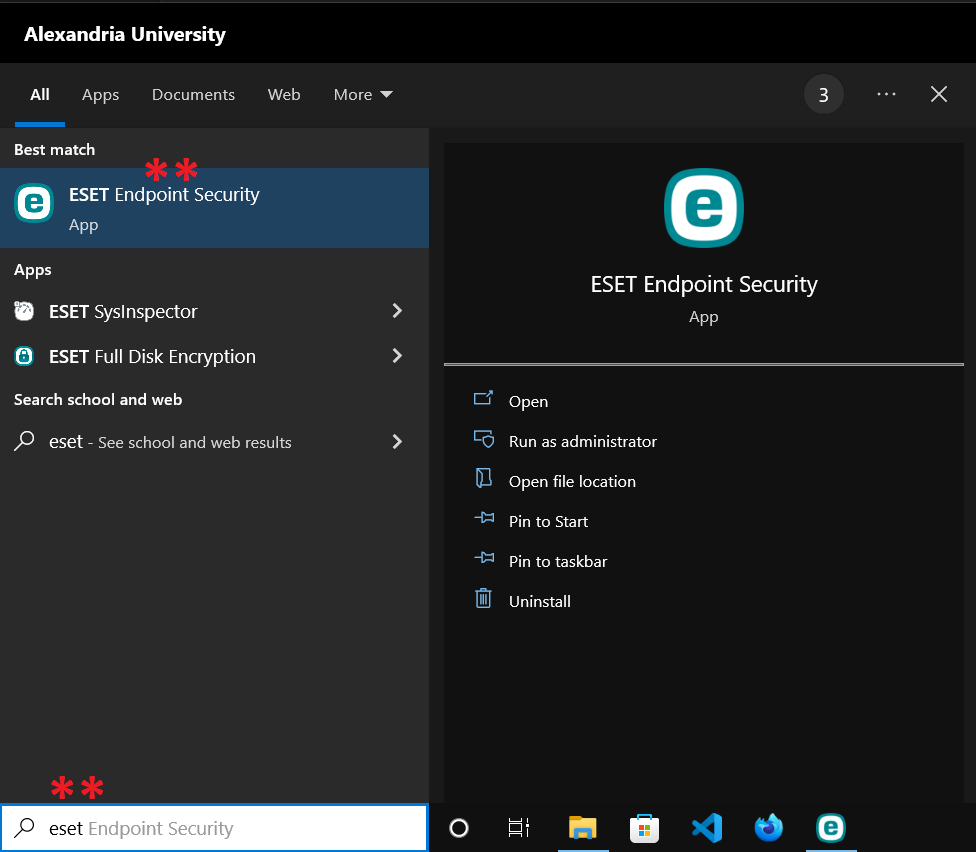 Alexandria University
All Apps Documents Web More 3 ... 
Best match
** 
ESET Endpoint Security
App
Apps
ESET SysInspector
ESET Full Disk Encryption
Search school and web
eset - See school and web results
ESET Endpoint Security
App
Open
Run as administrator
Open file location
Pin to Start
Pin to taskbar
Uninstall
**
eset Endpoint Security